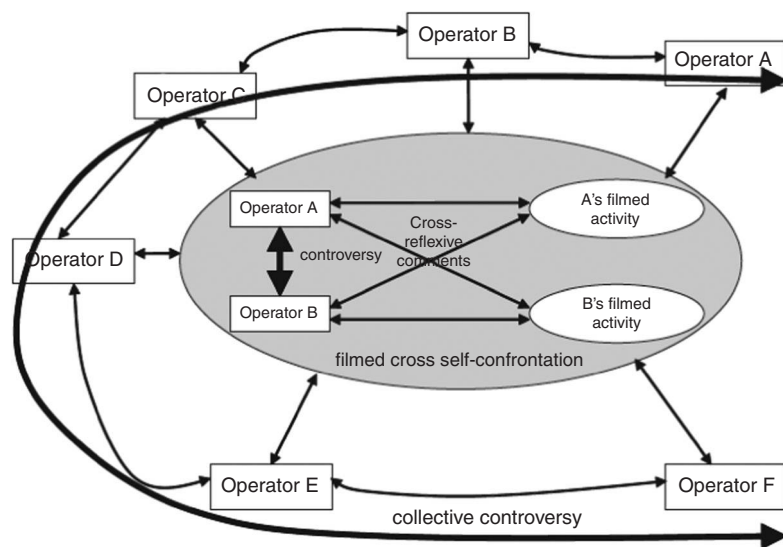 Operator B
Operator A
Operator C
Operator A
A's filmed
activity
Cross-
reflexive
comments
controversy
Operator D
Operator B
B's filmed
activity
filmed cross self-confrontation
Operator E
Operator F
collective controversy